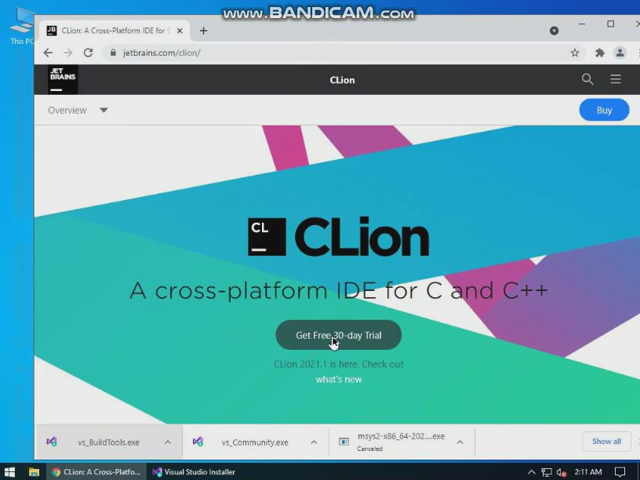 www.BANDICAM.com
This PC
JB
CLion: A Cross-Platform IDE for C
jetbrains.com/clion/
JET
BRAINS
CLion
Overview
Buy
CL
CLion
A cross-platform IDE for C and C++
Get Free 30-day Trial
CLion 2021.1 is here. Check out
what's new
vs_BuildTools.exe
vs_Community.exe
msys2-x86_64-202....exe
Canceled
Show all
CLion: A Cross-Platfo...
Visual Studio Installer
2:11 AM